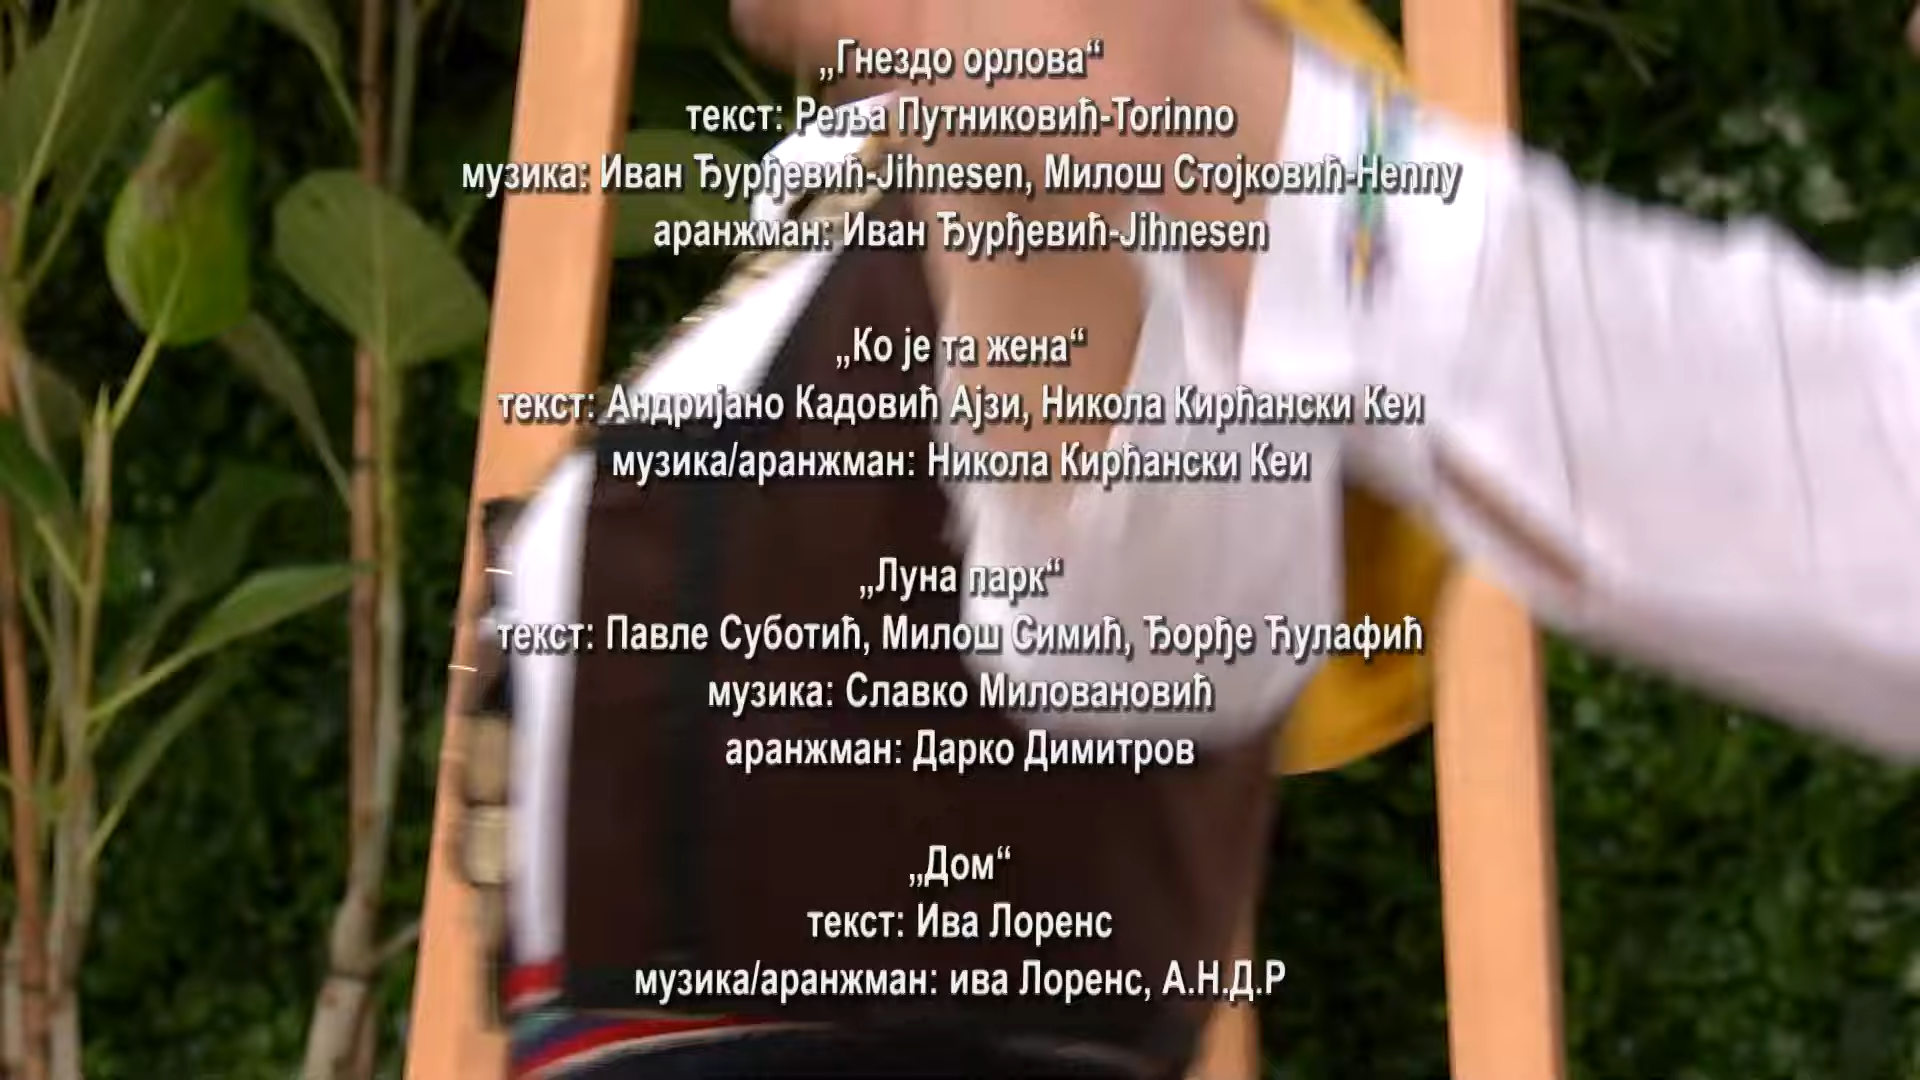 „Гнездо орлова“
текст: Реља Путниковић-Torinno
музика: Иван Ђурђевић-Jihnesen, Милош Стојковић-Henny
аранжман: Иван Ђурђевић-Jihnesen
„Ко је та жена“
текст: Андријано Кадовић Ајзи, Никола Кирћански Кеи
музика/аранжман: Никола Кирћански Кеи
„Луна парк“
текст: Павле Суботић, Милош Симић, Ђорђе Ћулафић
музика: Славко Миловановић
аранжман: Дарко Димитров
„Дом“
текст: Ива Лоренс
музика/аранжман: ива Лоренс, А.Н.Д.Р